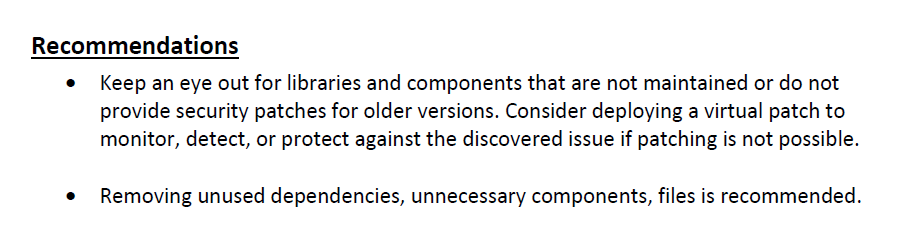 Recommendations
• Keep an eye out for libraries and components that are not maintained or do not
provide security patches for older versions. Consider deploying a virtual patch to
monitor, detect, or protect against the discovered issue if patching is not possible.
• Removing unused dependencies, unnecessary components, files is recommended.